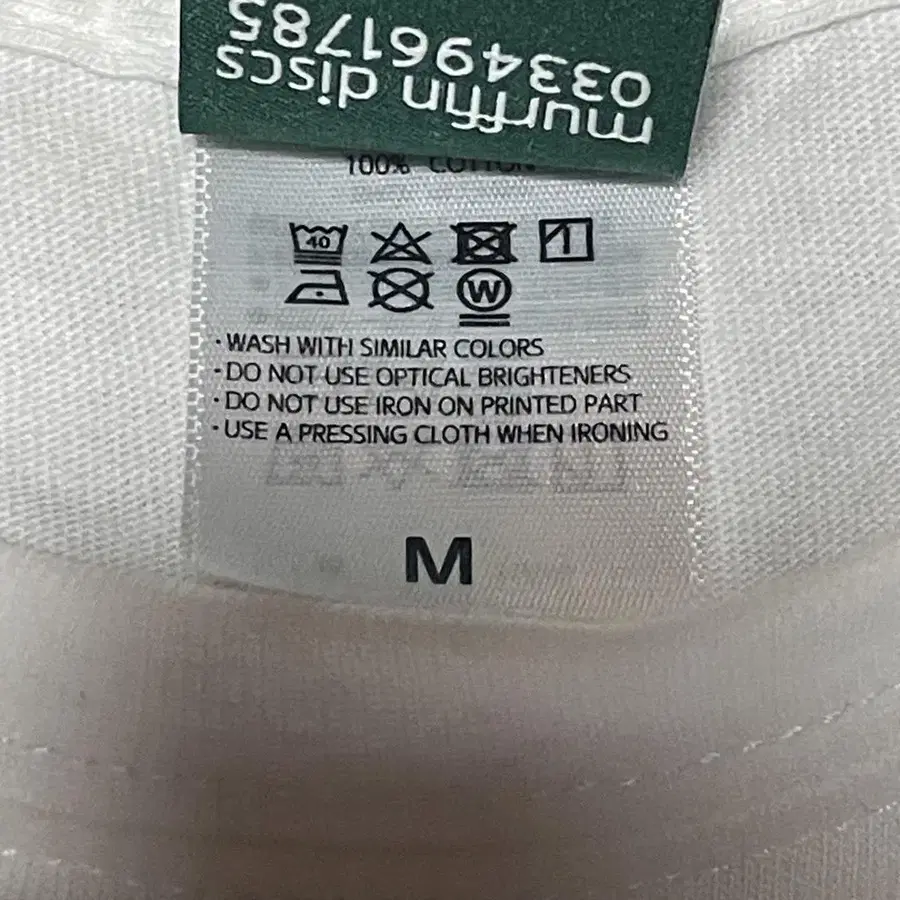 murffin discs
0334961785
100% COTTON
40
W
· WASH WITH SIMILAR COLORS
· DO NOT USE OPTICAL BRIGHTENERS
· DO NOT USE IRON ON PRINTED PART
· USE A PRESSING CLOTH WHEN IRONING
M